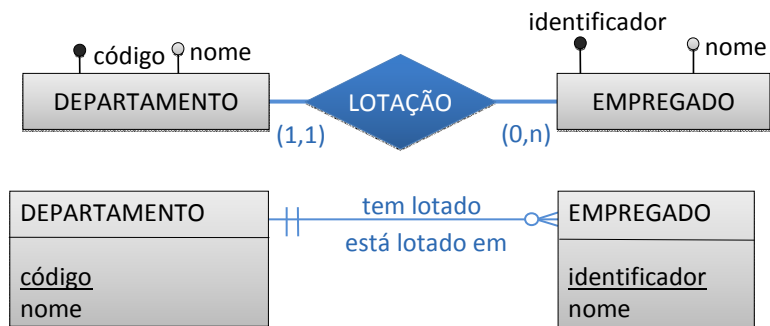 identificador
código nome
nome
DEPARTAMENTO LOTAÇÃO EMPREGADO
(1,1) (0,n)
DEPARTAMENTO tem lotado EMPREGADO
está lotado em
código identificador
nome nome